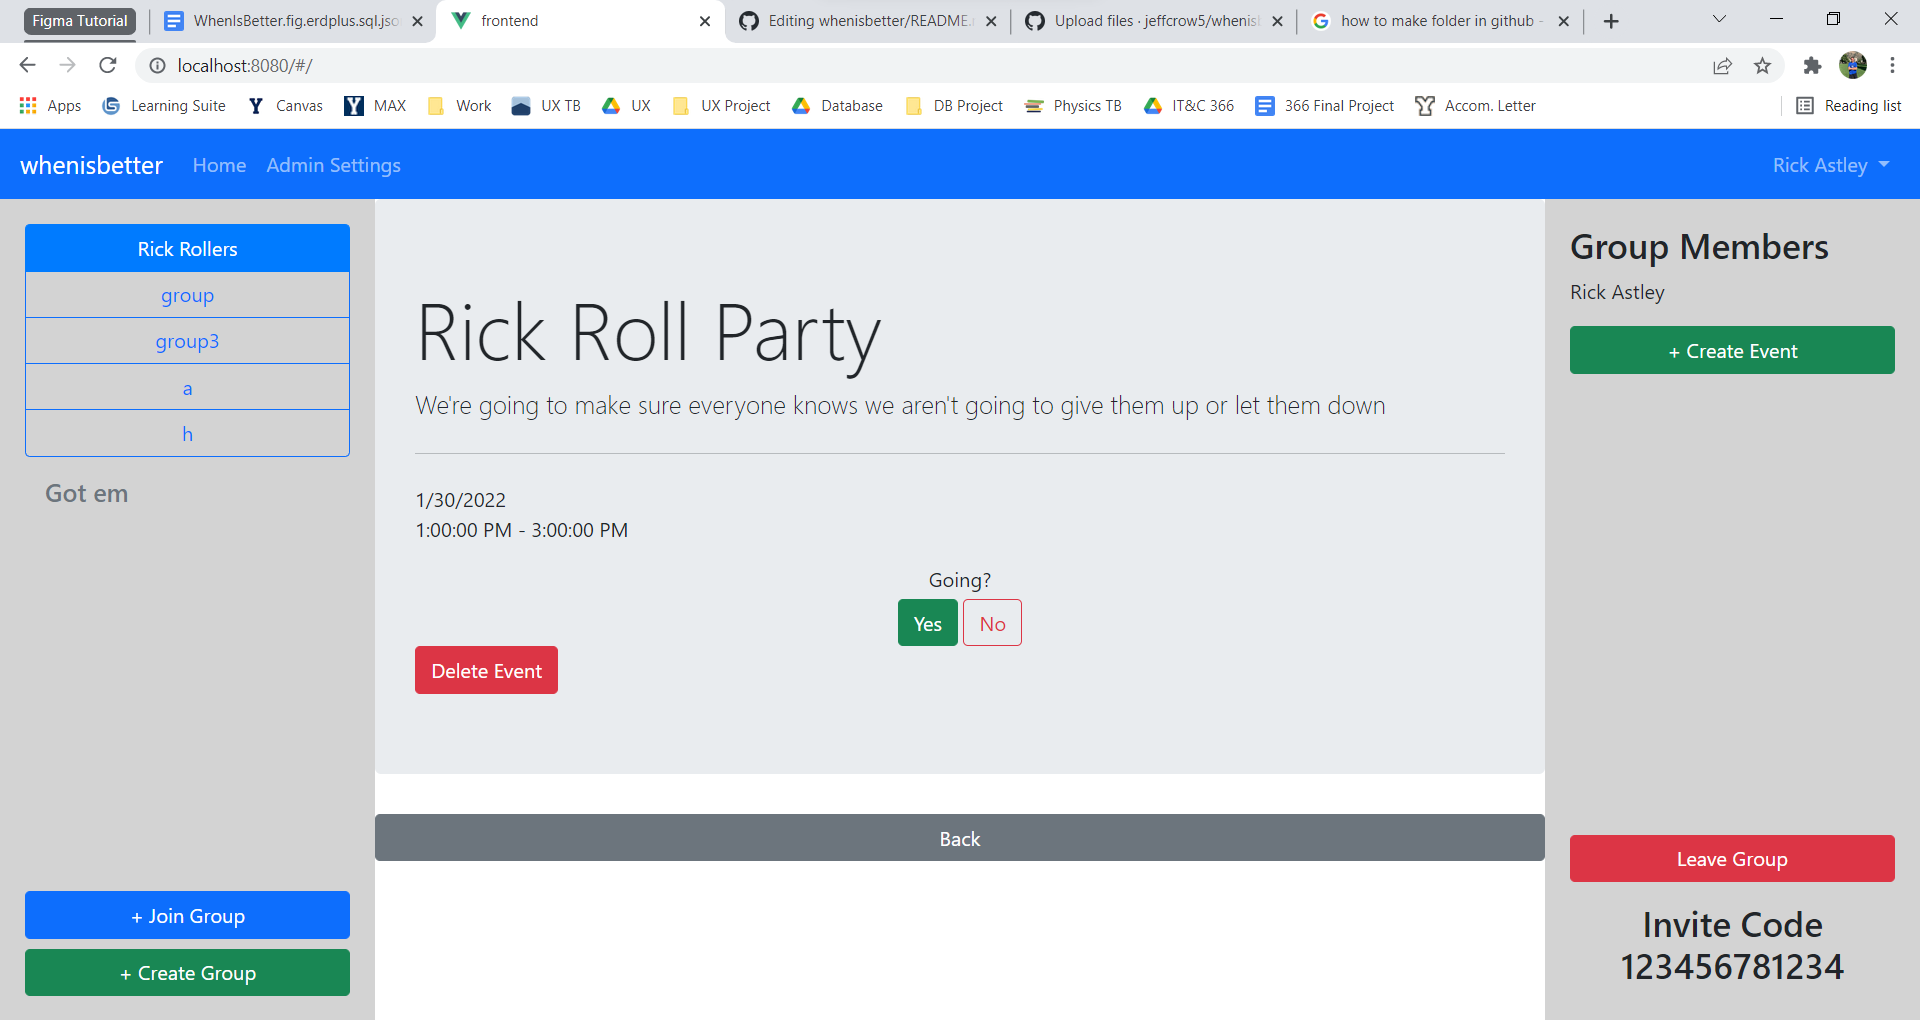 Figma Tutorial
WhenIsBetter.fig.erdplus.sql.jso
frontend
Editing whenisbetter/README.
Upload files · jeffcrow5/whenisl
how to make folder in github -
localhost:8080/#/
Apps
Learning Suite
Canvas
MAX
Work
UX TB
UX
UX Project
Database
DB Project
Physics TB
IT&C 366
366 Final Project
Accom. Letter
Reading list
whenisbetter
Home
Admin Settings
Rick Astley
Rick Rollers
group
group3
a
h
Got em
+ Join Group
+ Create Group
Rick Roll Party
We're going to make sure everyone knows we aren't going to give them up or let them down
1/30/2022
1:00:00 PM - 3:00:00 PM
Going?
Yes
No
Delete Event
Back
Group Members
Rick Astley
+ Create Event
Leave Group
Invite Code
123456781234